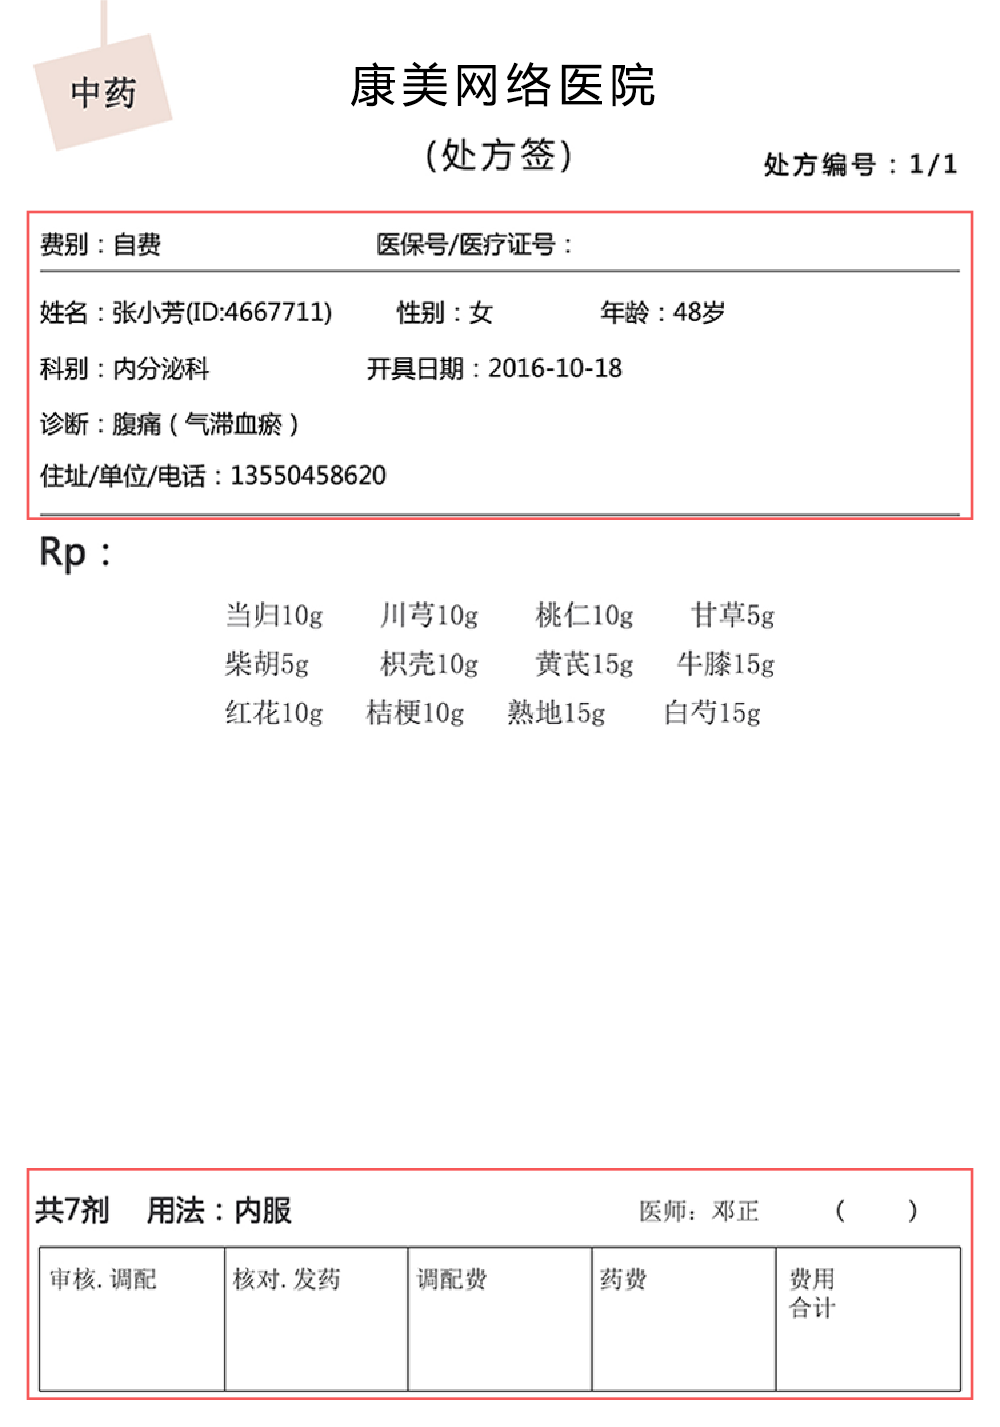 中药
康美网络医院
(处方签)
处方编号：1/1
费别：自费 医保号/医疗证号：
姓名：张小芳(ID:4667711) 性别：女 年龄：48岁
科别：内分泌科 开具日期：2016-10-18
诊断：腹痛（气滞血瘀）
住址/单位/电话：13550458620
Rp：
当归10g 川芎10g 桃仁10g 甘草5g
柴胡5g 枳壳10g 黄芪15g 牛膝15g
红花10g 桔梗10g 熟地15g 白芍15g
共7剂 用法：内服 医师：邓正 （ ）
审核.调配 核对.发药 调配费 药费 费用
合计